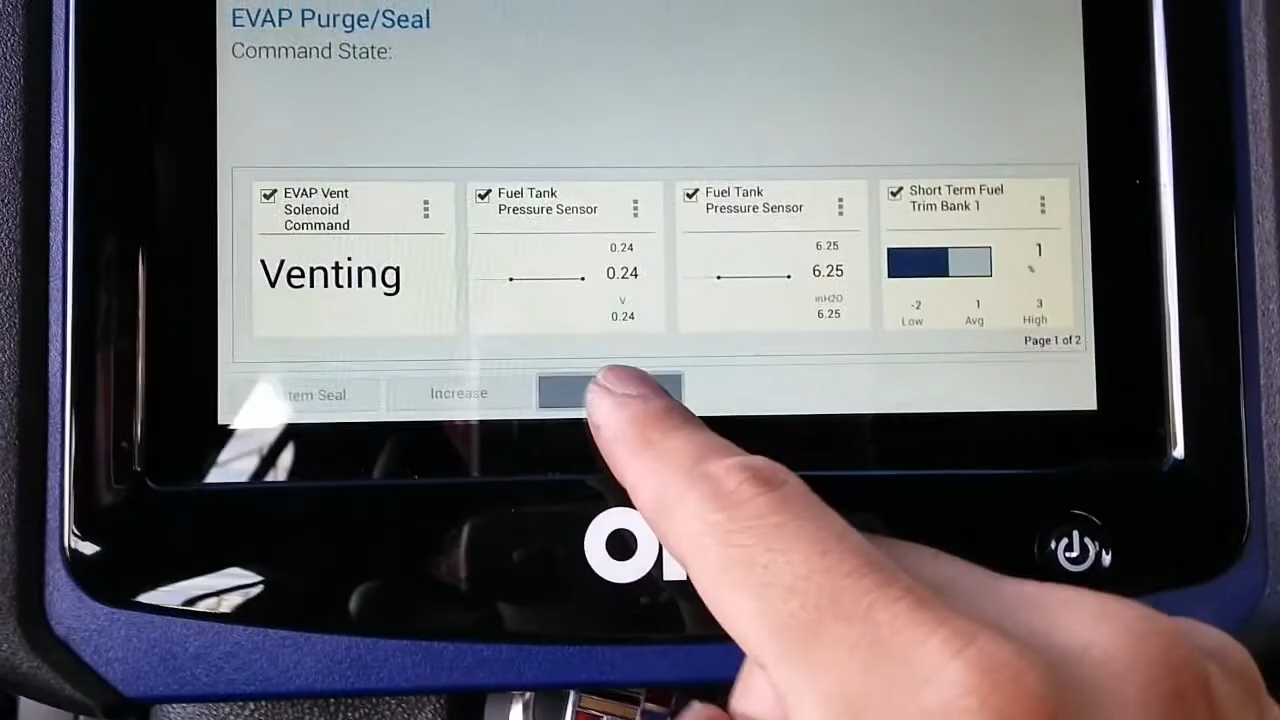 EVAP Purge/Seal
Command State:
EVAP Vent
Solenoid
Command
Venting
Fuel Tank
Pressure Sensor
0.24
0.24
V
0.24
Fuel Tank
Pressure Sensor
6.25
6.25
inH2O
6.25
Short Term Fuel
Trim Bank 1
1
%
-2
1
3
Low
Avg
High
Page 1 of 2
tem Seal
Increase